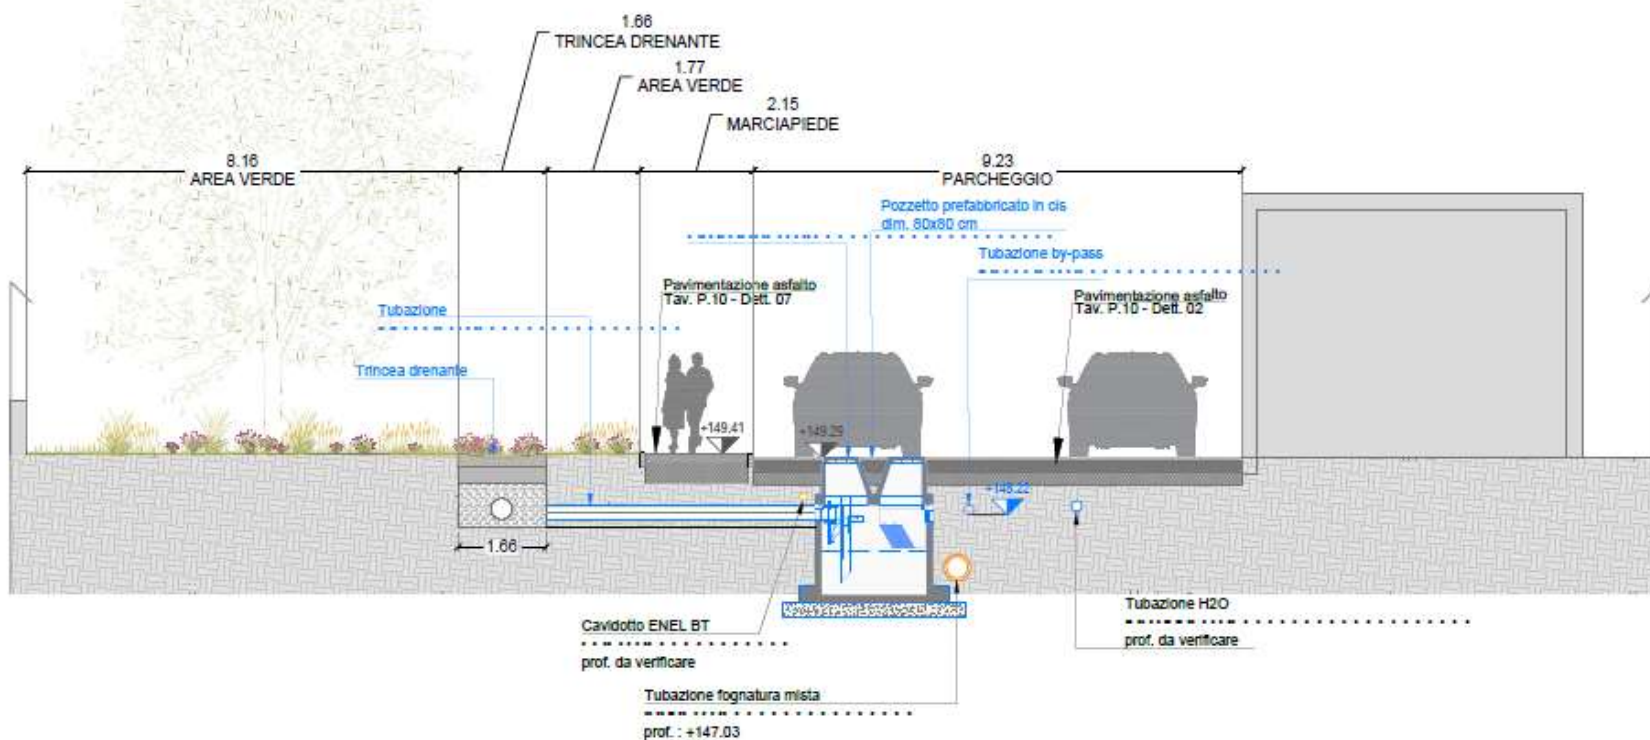 1.66
TRINCEA DRENANTE
1.77
AREA VERDE
2.15
MARCIAPIEDE
8.16
AREA VERDE
9.23
PARCHEGGIO
Pozzetto prefabbricato in cls
dim. 80x80 cm
Tubazione by-pass
Pavimentazione asfalto
Tav. P.10 - Dett. 07
Pavimentazione asfalto
Tav. P.10 - Dett. 02
Tubazione
Trincea drenante
+149.41
+149.29
+148.22
1.66
Cavidotto ENEL BT
prof. da verificare
Tubazione H2O
prof. da verificare
Tubazione fognatura mista
prof. : +147.03